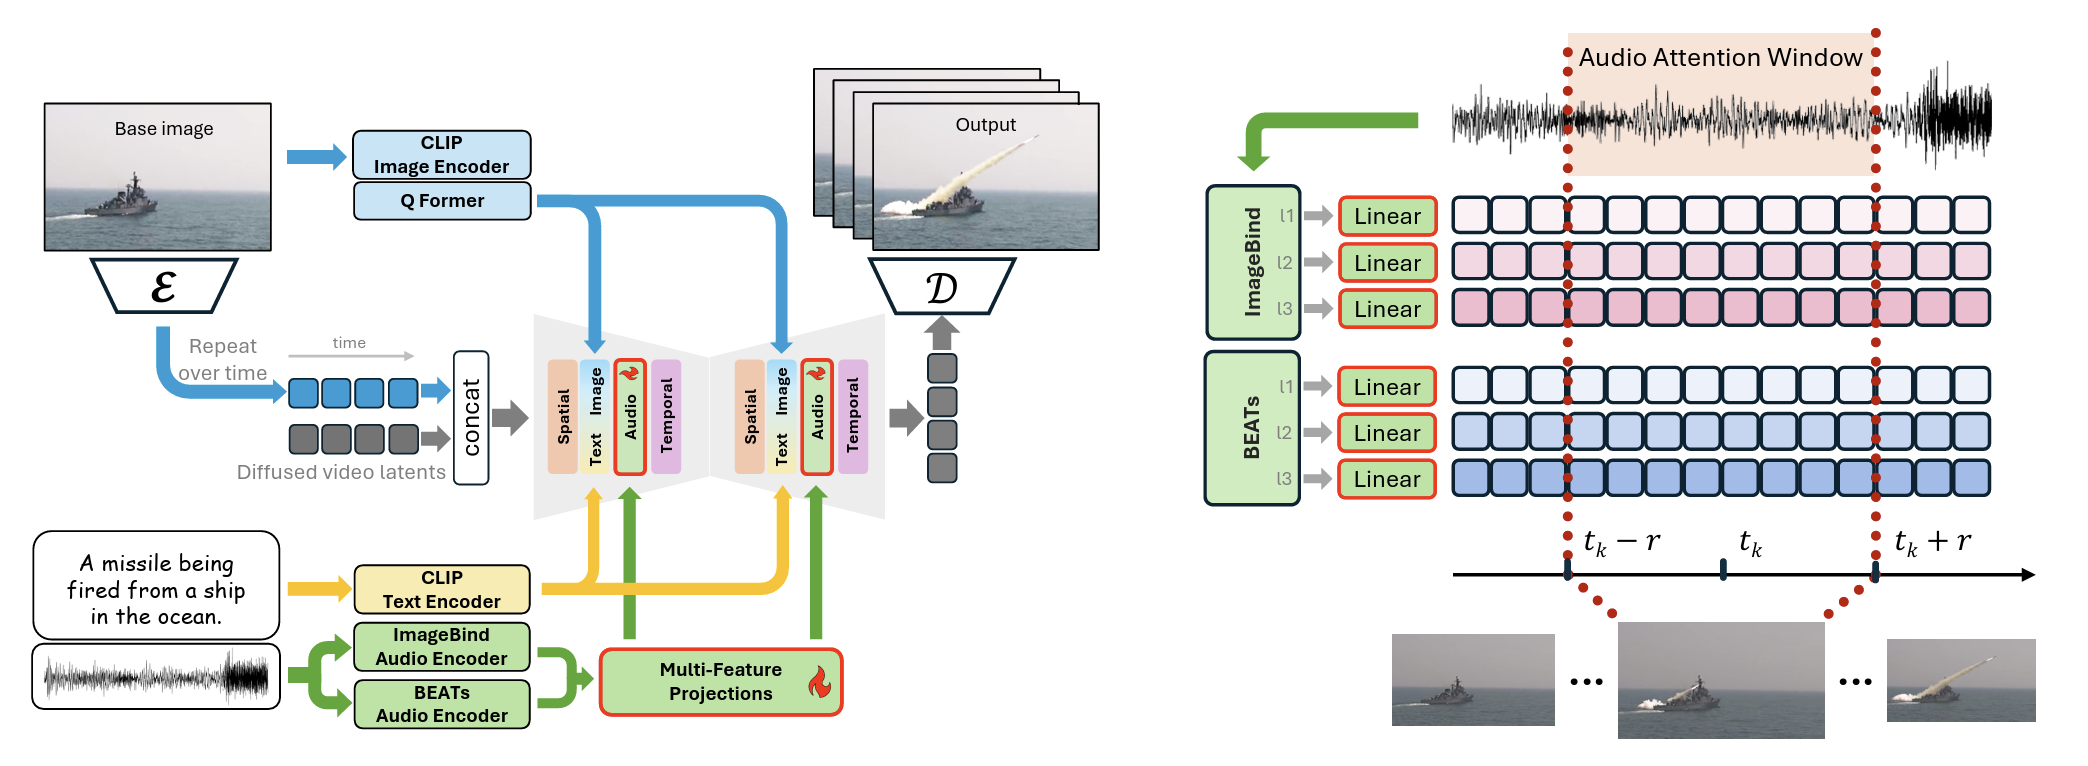 Base image
CLIP
Image Encoder
Q Former
Output
ℰ
𝒟
Repeat
over time
time
concat
Diffused video latents
Spatial
Text Image
Audio
Temporal
Spatial
Text Image
Audio
Temporal
A missile being
fired from a ship
in the ocean.
CLIP
Text Encoder
ImageBind
Audio Encoder
BEATs
Audio Encoder
Multi-Feature
Projections
Audio Attention Window
ImageBind
l1 Linear
l2 Linear
l3 Linear
BEATs
l1 Linear
l2 Linear
l3 Linear
t_k − r t_k t_k + r